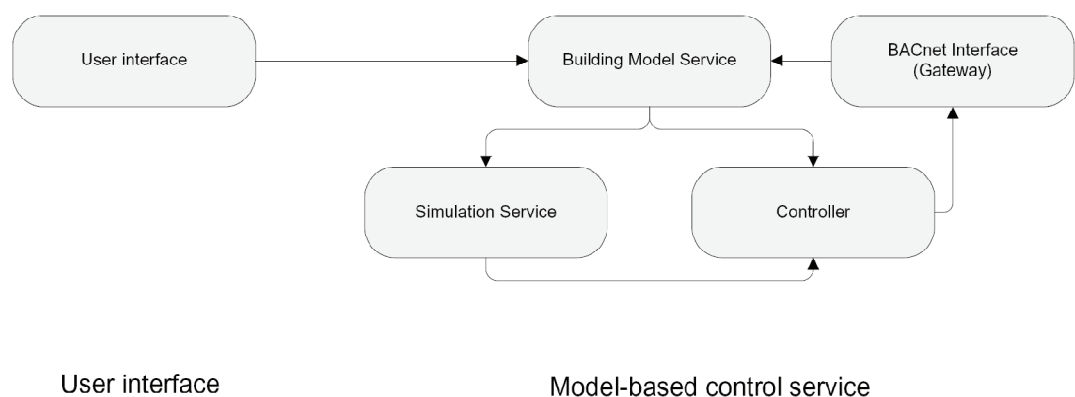 User interface
Building Model Service
BACnet Interface
(Gateway)
Simulation Service
Controller
User interface
Model-based control service